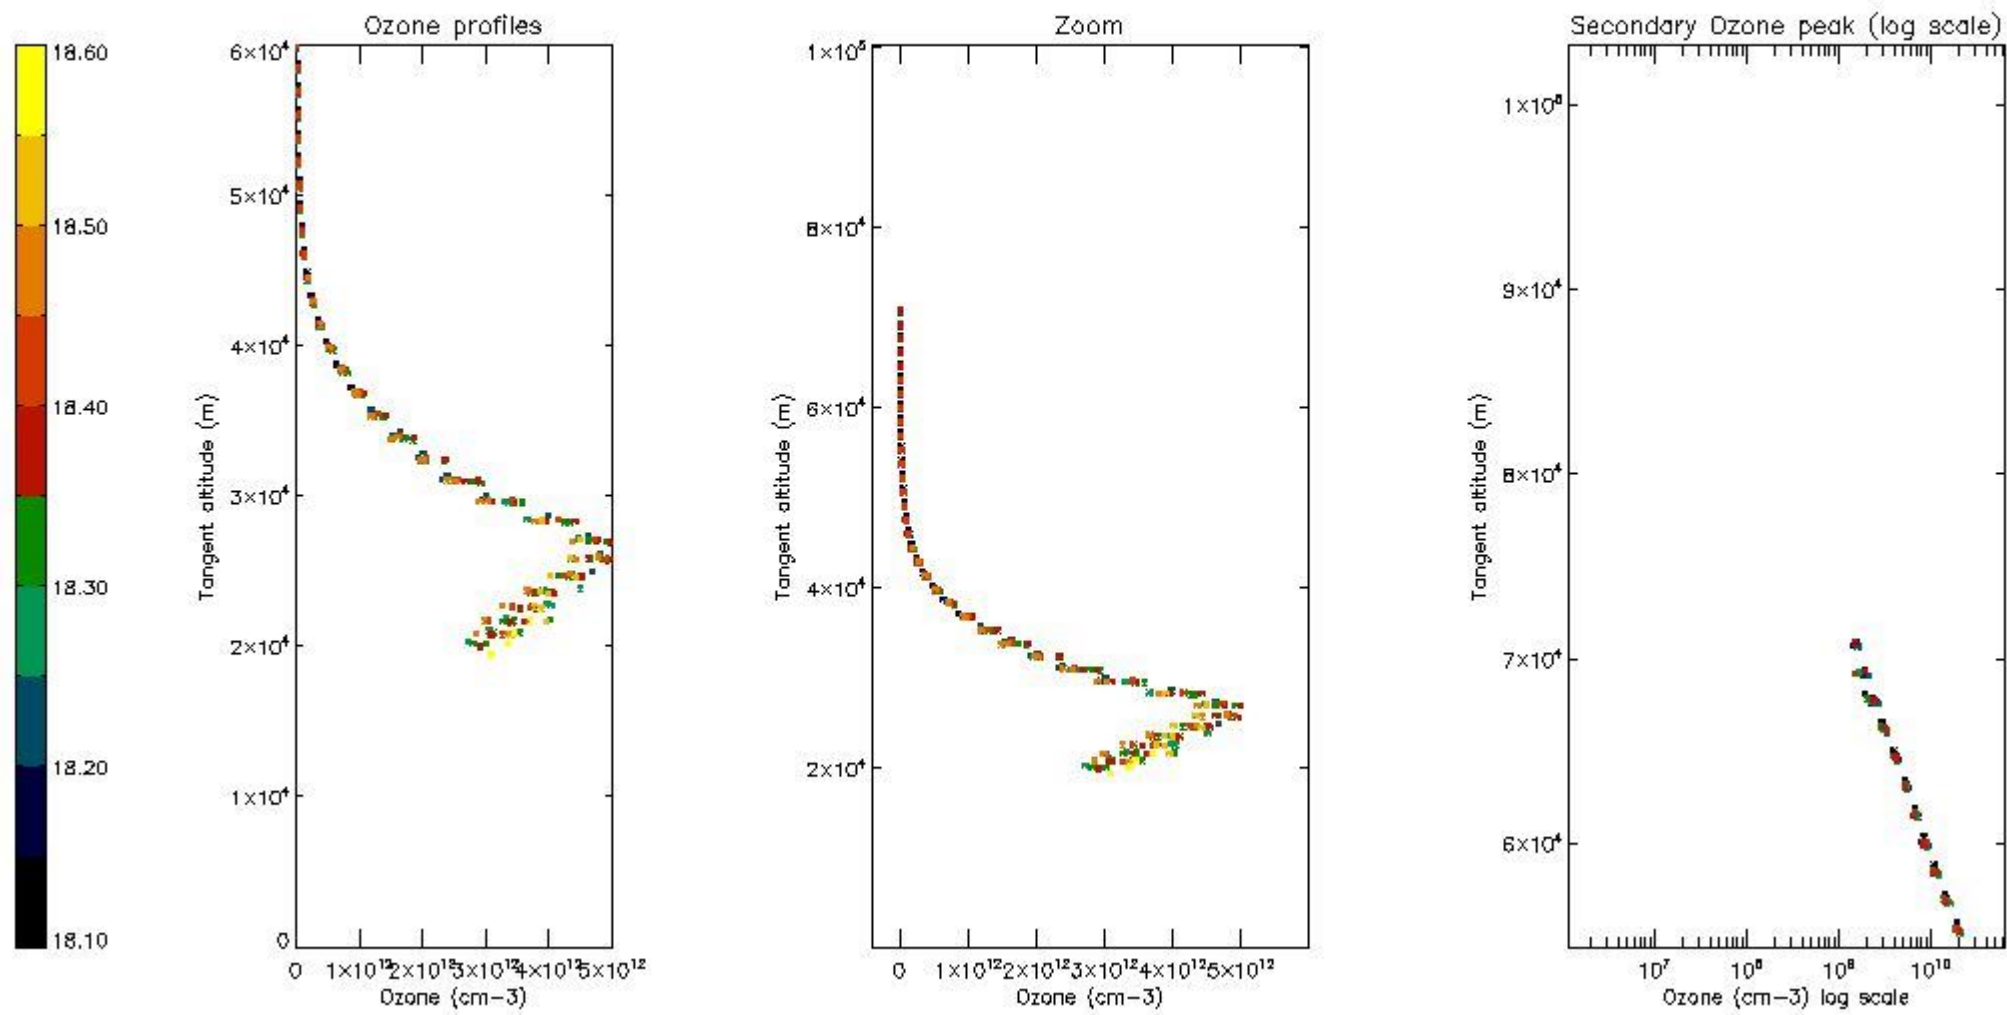 Ozone profiles
Zoom
Secondary Ozone peak (log scale)
18.60
18.50
18.40
18.30
18.20
18.10
6×10⁴
5×10⁴
4×10⁴
3×10⁴
2×10⁴
1×10⁴
0
Tangent altitude (m)
0 1×10¹² 2×10¹² 3×10¹² 4×10¹² 5×10¹²
Ozone (cm−3)
1×10⁵
8×10⁴
6×10⁴
4×10⁴
2×10⁴
Tangent altitude (m)
0 1×10¹² 2×10¹² 3×10¹² 4×10¹² 5×10¹²
Ozone (cm−3)
1×10⁵
9×10⁴
8×10⁴
7×10⁴
6×10⁴
Tangent altitude (m)
10⁷ 10⁸ 10⁹ 10¹⁰
Ozone (cm−3) log scale